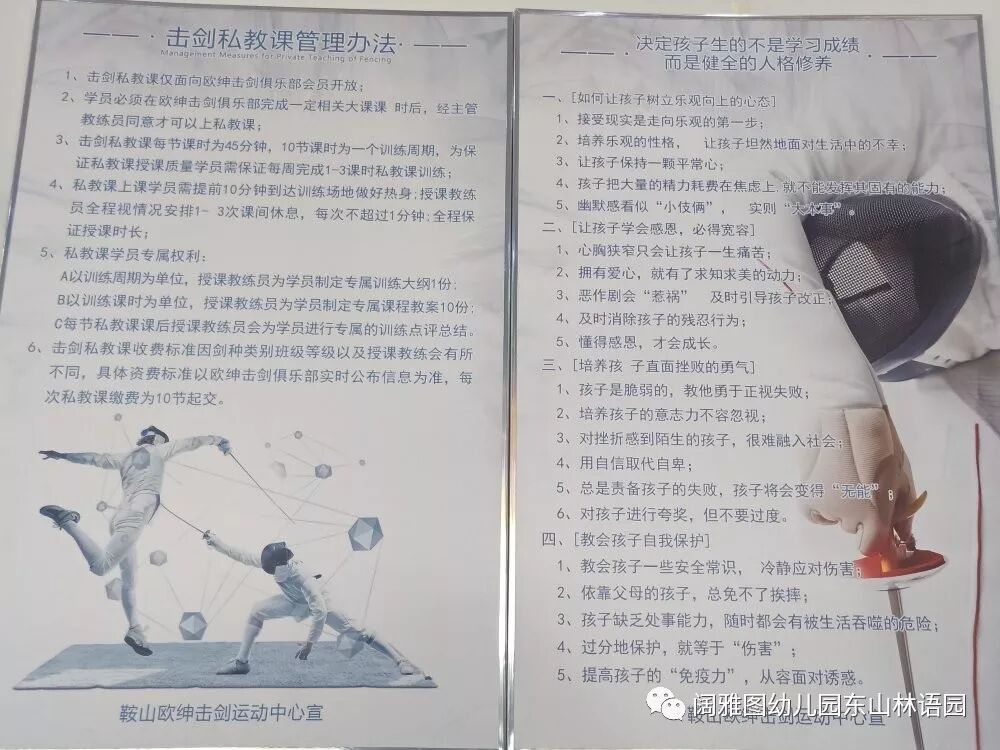 击剑私教课管理办法
Management Measures for Private Teaching of Fencing
1、击剑私教课仅面向欧绅击剑俱乐部会员开放；
2、学员必须在欧绅击剑俱乐部完成一定相关大课课 时后，经主管
教练员同意才可以上私教课；
3、击剑私教课每节课时为45分钟，10节课时为一个训练周期，为保
证私教课授课质量学员需保证每周完成1-3课时私教课训练；
4、私教课上课学员需提前10分钟到达训练场地做好热身；授课教练
员全程视情况安排1- 3次课间休息，每次不超过1分钟；全程保
证授课时长；
5、私教课学员专属权利：
A以训练周期为单位，授课教练员为学员制定专属训练大纲1份；
B以训练课时为单位，授课教练员为学员制定专属课程教案10份；
C每节私教课课后授课教练员会为学员进行专属的训练点评总结。
6、击剑私教课收费标准因剑种类别班级等级以及授课教练会有所
不同，具体资费标准以欧绅击剑俱乐部实时公布信息为准，每
次私教课缴费为10节起交。
鞍山欧绅击剑运动中心宣
决定孩子生的不是学习成绩
而是健全的人格修养
一、[如何让孩子树立乐观向上的心态]
1、接受现实是走向乐观的第一步；
2、培养乐观的性格， 让孩子坦然地面对生活中的不幸；
3、让孩子保持一颗平常心；
4、孩子把大量的精力耗费在焦虑上，就不能发挥其固有的能力；
5、幽默感看似“小伎俩”， 实则“大本事”。
二、[让孩子学会感恩，必得宽容]
1、心胸狭窄只会让孩子一生痛苦；
2、拥有爱心，就有了求知求美的动力；
3、恶作剧会“惹祸” 及时引导孩子改正；
4、及时消除孩子的残忍行为；
5、懂得感恩，才会成长。
三、[培养孩 子直面挫败的勇气]
1、孩子是脆弱的，教他勇于正视失败；
2、培养孩子的意志力不容忽视；
3、对挫折感到陌生的孩子，很难融入社会；
4、用自信取代自卑；
5、总是责备孩子的失败，孩子将会变得“无能”；
6、对孩子进行夸奖，但不要过度。
四、[教会孩子自我保护]
1、教会孩子一些安全常识， 冷静应对伤害；
2、依靠父母的孩子，总免不了挨摔；
3、孩子缺乏处事能力，随时都会有被生活吞噬的危险；
4、过分地保护，就等于“伤害”；
5、提高孩子的“免疫力”，从容面对诱惑。
鞍山欧绅击剑运动中心宣
阔雅图幼儿园东山林语园